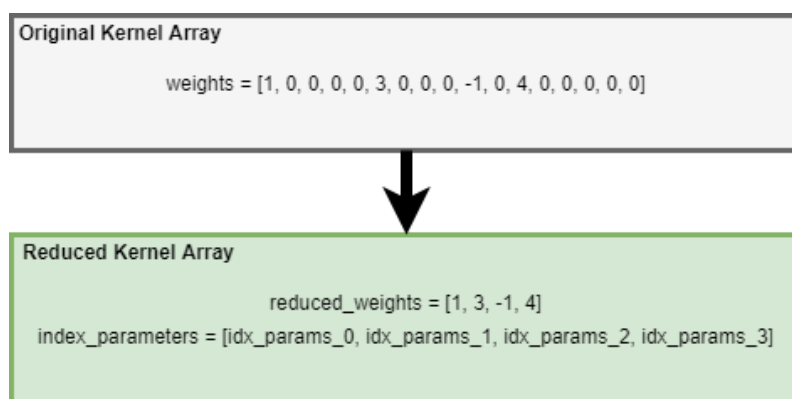 Original Kernel Array
weights = [1, 0, 0, 0, 0, 3, 0, 0, 0, -1, 0, 4, 0, 0, 0, 0, 0]
Reduced Kernel Array
reduced_weights = [1, 3, -1, 4]
index_parameters = [idx_params_0, idx_params_1, idx_params_2, idx_params_3]